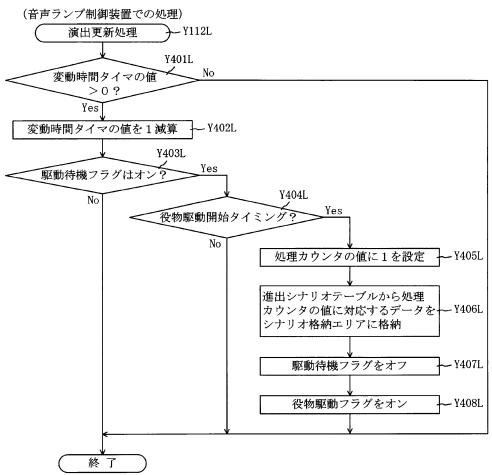 (音声ランプ制御装置での処理)
演出更新処理
Y112L
変動時間タイマの値
>0?
Y401L
No
Yes
変動時間タイマの値を1減算
Y402L
駆動待機フラグはオン?
Y403L
Yes
No
役物駆動開始タイミング?
Y404L
Yes
No
処理カウンタの値に1を設定
Y405L
進出シナリオテーブルから処理
カウンタの値に対応するデータを
シナリオ格納エリアに格納
Y406L
駆動待機フラグをオフ
Y407L
役物駆動フラグをオン
Y408L
終了